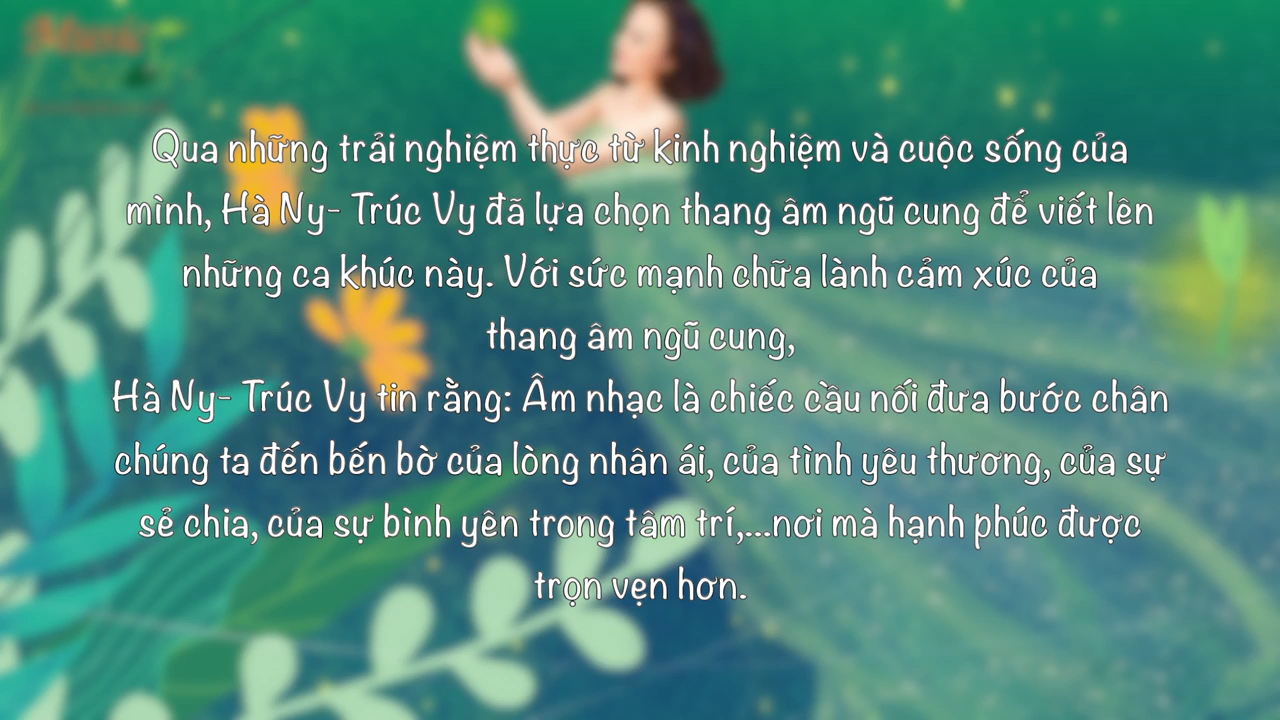 Qua những trải nghiệm thực từ kinh nghiệm và cuộc sống của
mình, Hà Ny- Trúc Vy đã lựa chọn thang âm ngũ cung để viết lên
những ca khúc này. Với sức mạnh chữa lành cảm xúc của
thang âm ngũ cung,
Hà Ny- Trúc Vy tin rằng: Âm nhạc là chiếc cầu nối đưa bước chân
chúng ta đến bến bờ của lòng nhân ái, của tình yêu thương, của sự
sẻ chia, của sự bình yên trong tâm trí,...nơi mà hạnh phúc được
trọn vẹn hơn.